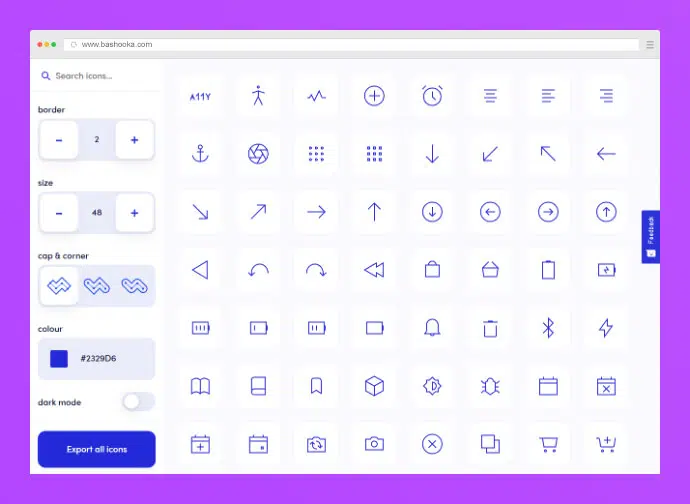 www.bashooka.com
Search icons...
border
2
size
48
cap & corner
colour
#2329D6
dark mode
Export all icons
A11Y
Feedback